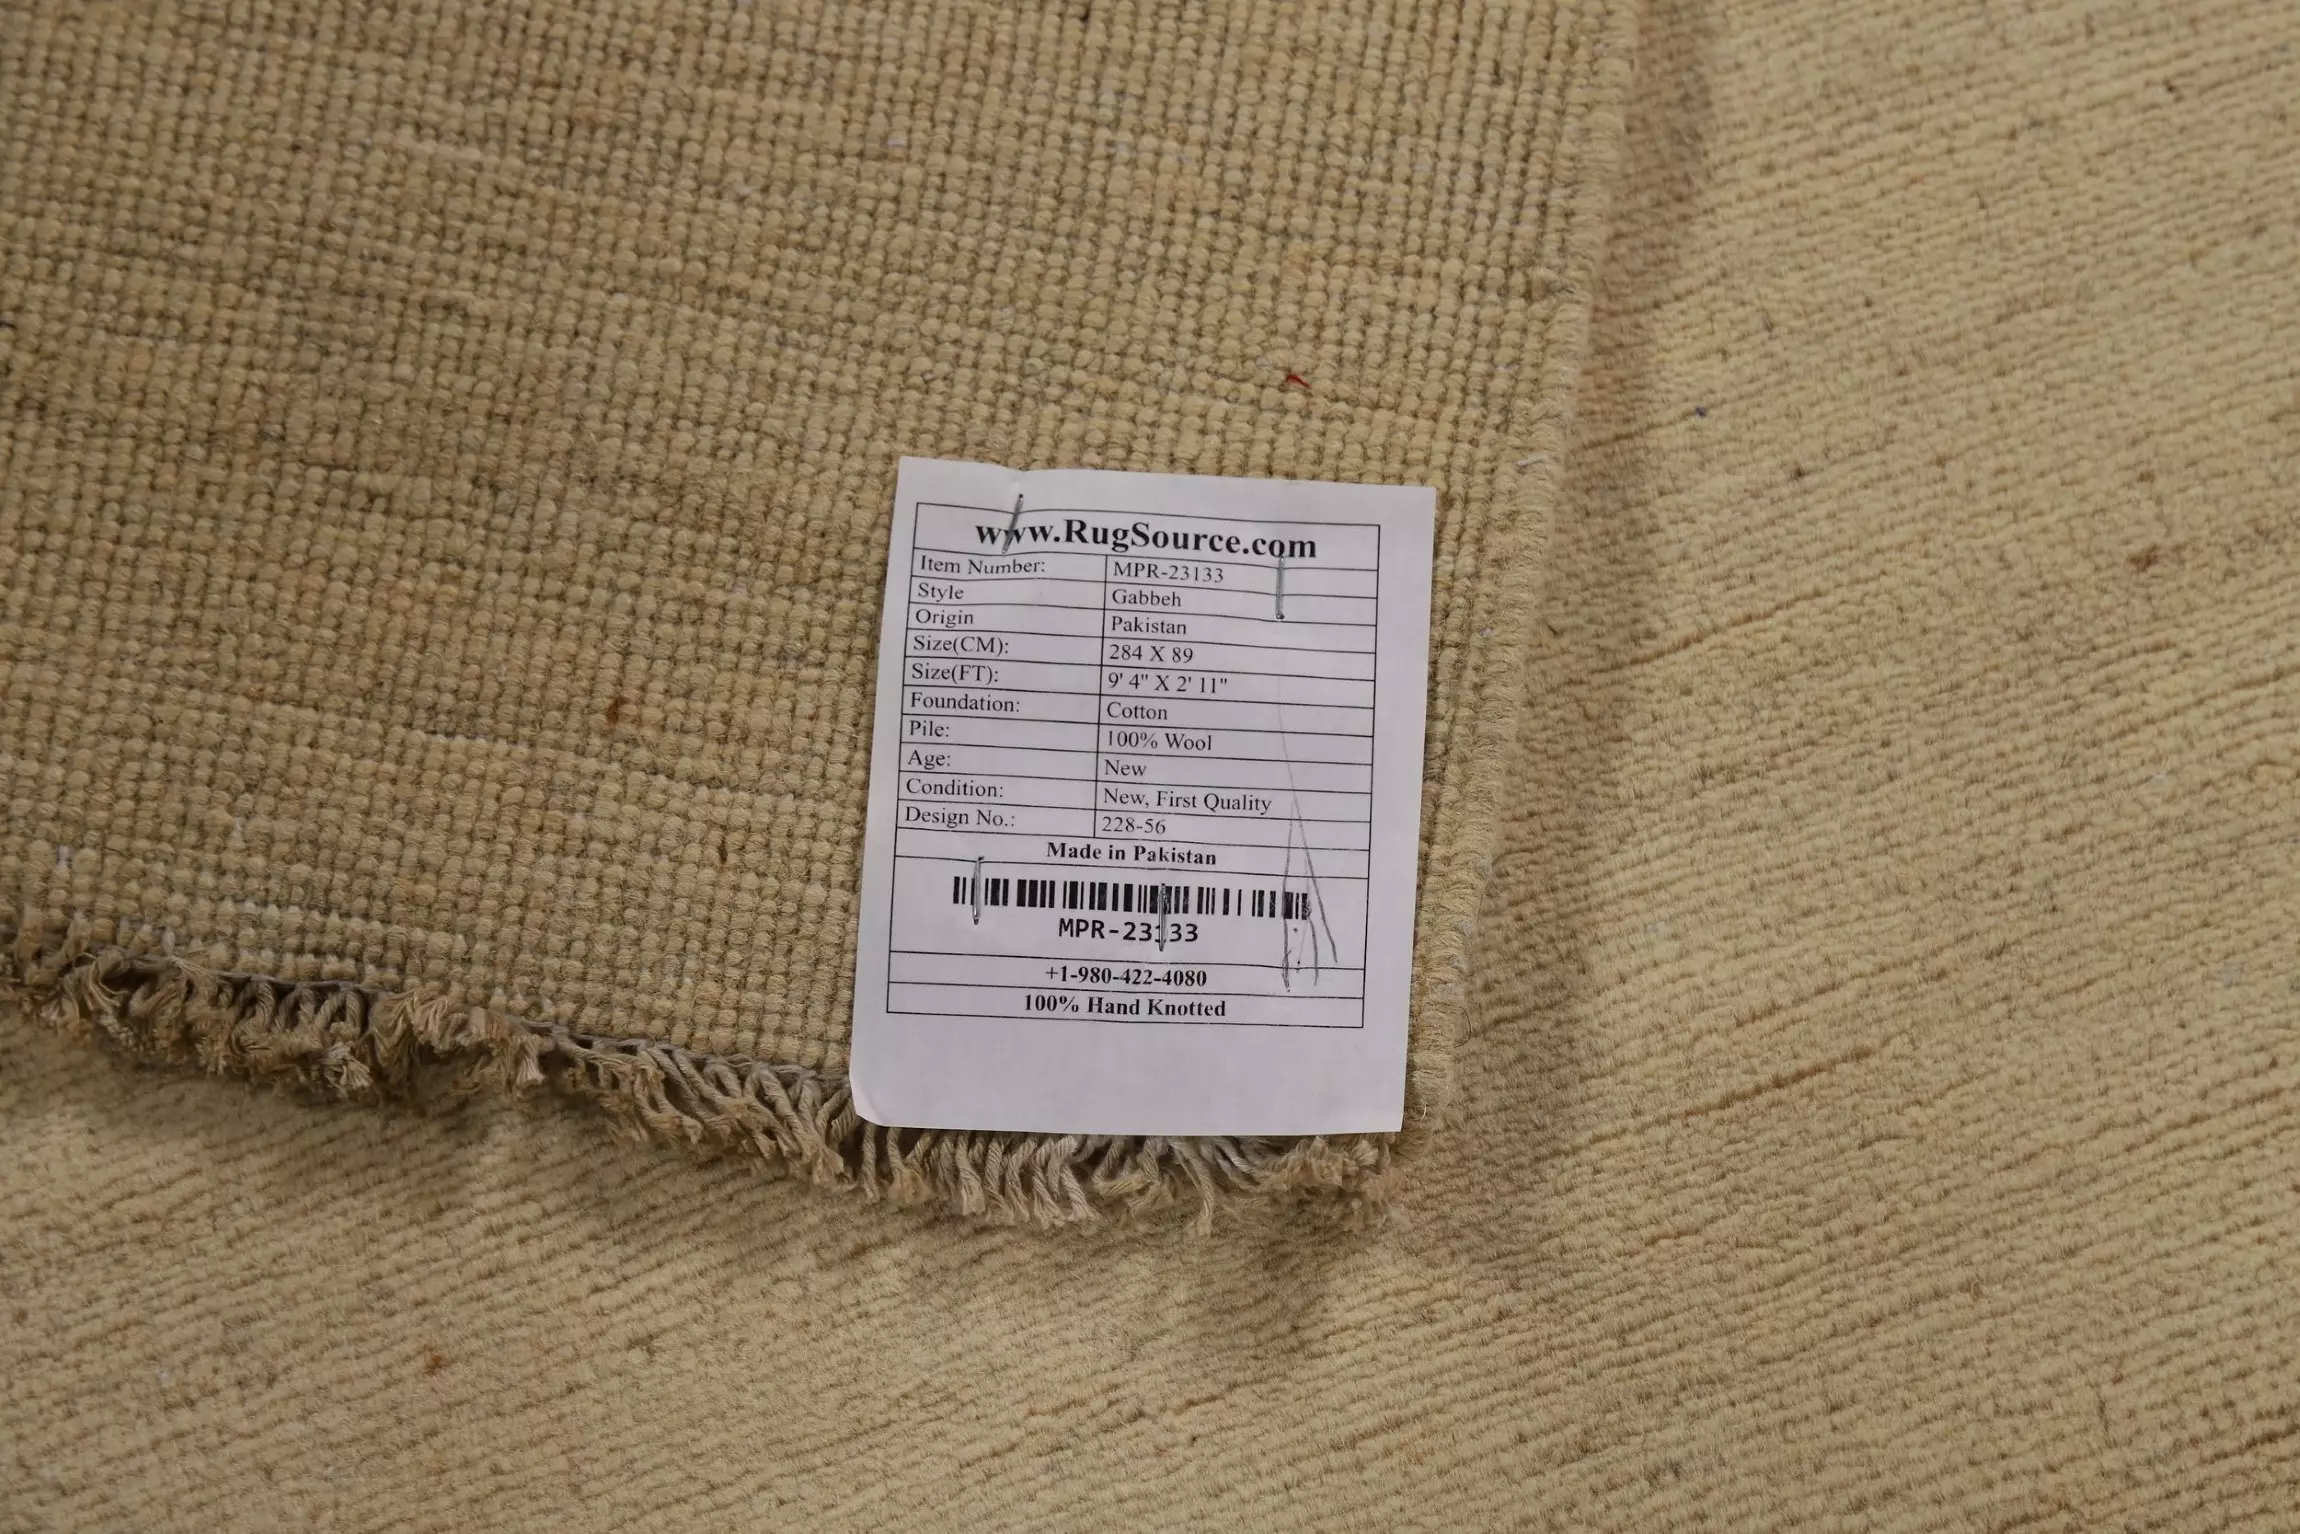 www.RugSource.com
Item Number: MPR-23133
Style Gabbeh
Origin Pakistan
Size(CM): 284 X 89
Size(FT): 9' 4" X 2' 11"
Foundation: Cotton
Pile: 100% Wool
Age: New
Condition: New, First Quality
Design No.: 228-56
Made in Pakistan
MPR-23133
+1-980-422-4080
100% Hand Knotted